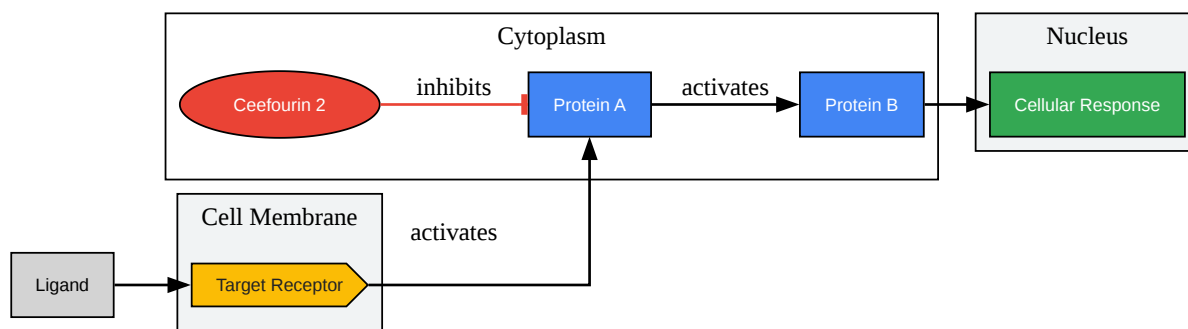 Cytoplasm
Nucleus
Ceefourin 2
inhibits
Protein A
activates
Protein B
Cellular Response
Cell Membrane
activates
Ligand
Target Receptor